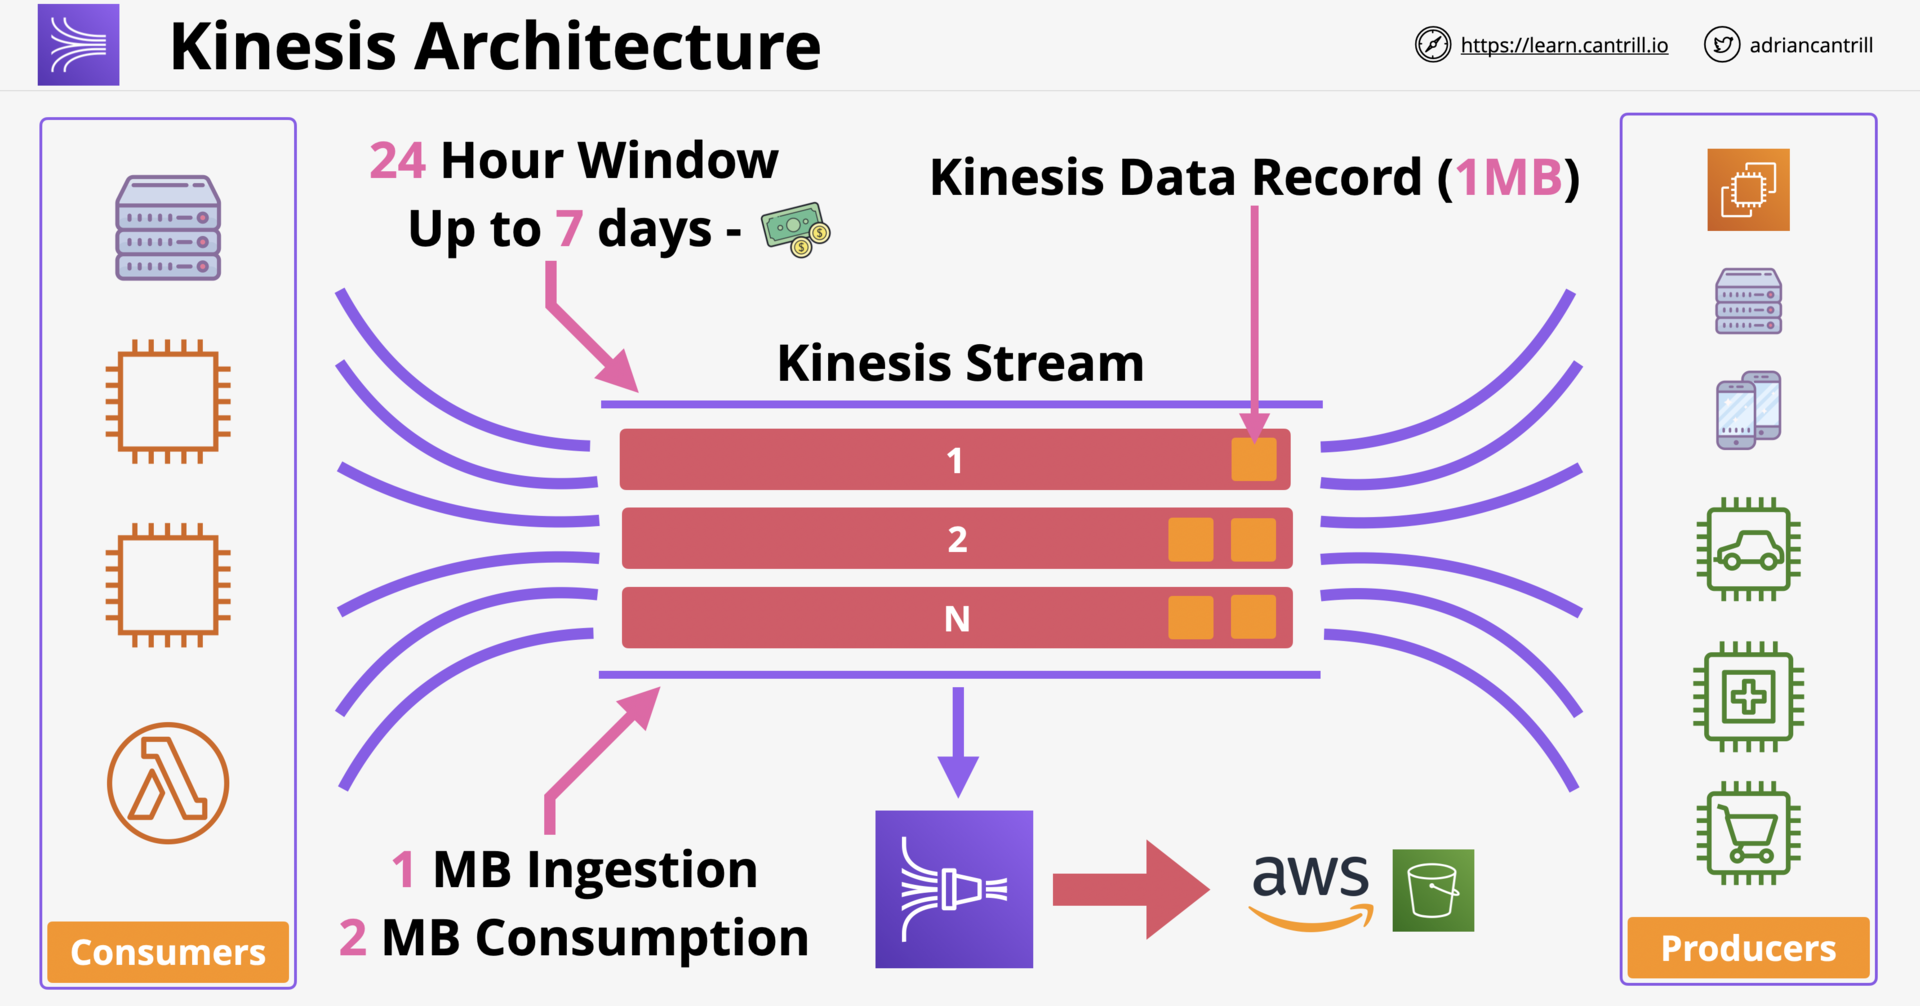 Kinesis Architecture
https://learn.cantrill.io
adriancantrill
24 Hour Window
Up to 7 days -
Kinesis Data Record (1MB)
Kinesis Stream
1
2
N
1 MB Ingestion
2 MB Consumption
aws
Consumers
Producers